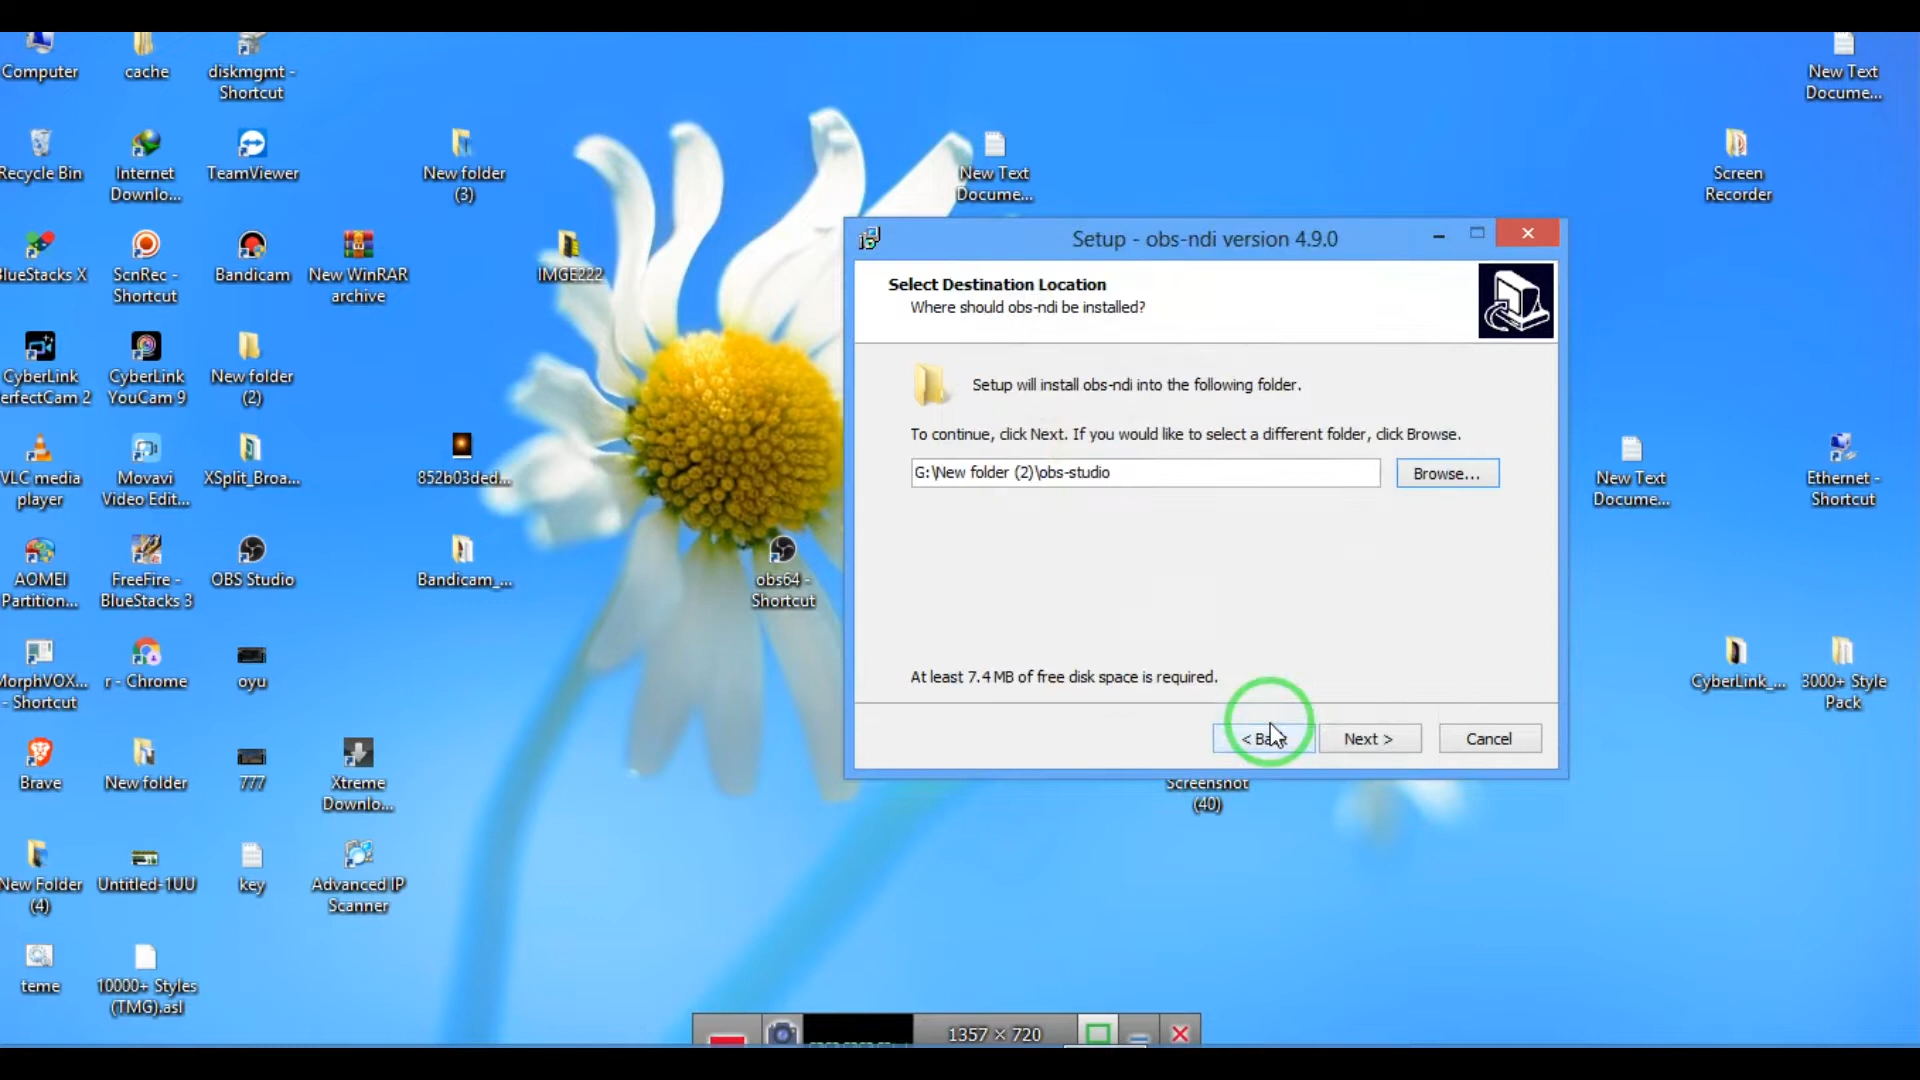 Computer
cache
diskmgmt -
Shortcut
New Text
Docume...
Recycle Bin
Internet
Downlo...
TeamViewer
New folder
(3)
New Text
Docume...
Screen
Recorder
BlueStacks X
ScnRec -
Shortcut
Bandicam
New WinRAR
archive
IMGE222
CyberLink
erfectCam 2
CyberLink
YouCam 9
New folder
(2)
VLC media
player
Movavi
Video Edit...
XSplit_Broa...
852b03ded...
New Text
Docume...
Ethernet -
Shortcut
AOMEI
Partition...
FreeFire -
BlueStacks 3
OBS Studio
Bandicam_...
obs64 -
Shortcut
MorphVOX...
- Shortcut
r - Chrome
oyu
CyberLink_...
3000+ Style
Pack
Brave
New folder
777
Xtreme
Downlo...
Screenshot
(40)
New Folder
(4)
Untitled-1UU
key
Advanced IP
Scanner
teme
10000+ Styles
(TMG).asl
Setup - obs-ndi version 4.9.0
Select Destination Location
Where should obs-ndi be installed?
Setup will install obs-ndi into the following folder.
To continue, click Next. If you would like to select a different folder, click Browse.
G:\New folder (2)\obs-studio
Browse...
At least 7.4 MB of free disk space is required.
< Back
Next >
Cancel
1357 × 720